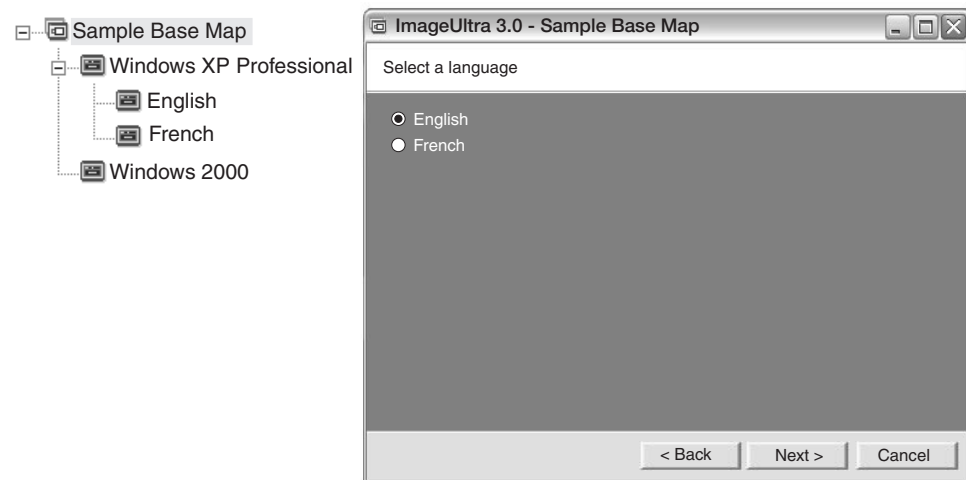 Sample Base Map
Windows XP Professional
English
French
Windows 2000
ImageUltra 3.0 - Sample Base Map
Select a language
English
French
< Back
Next >
Cancel